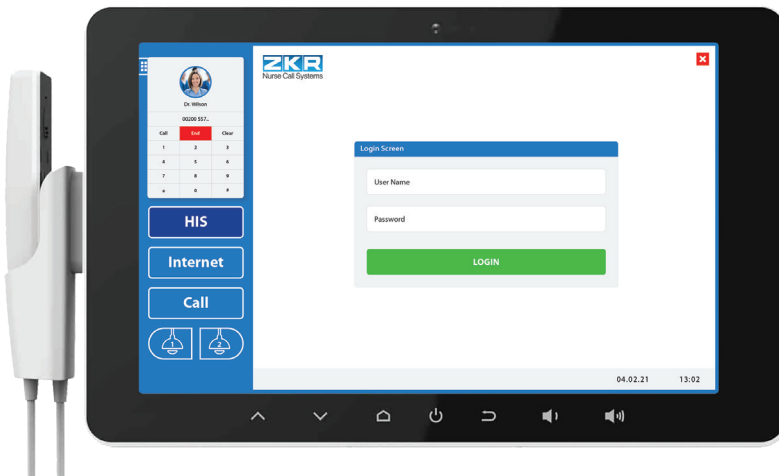 ZKR
Nurse Call Systems
Dr. Wilson
00200 557..
Call End Clear
1 2 3
4 5 6
7 8 9
* 0 #
HIS
Internet
Call
1 2
Login Screen
User Name
Password
LOGIN
04.02.21 13:02